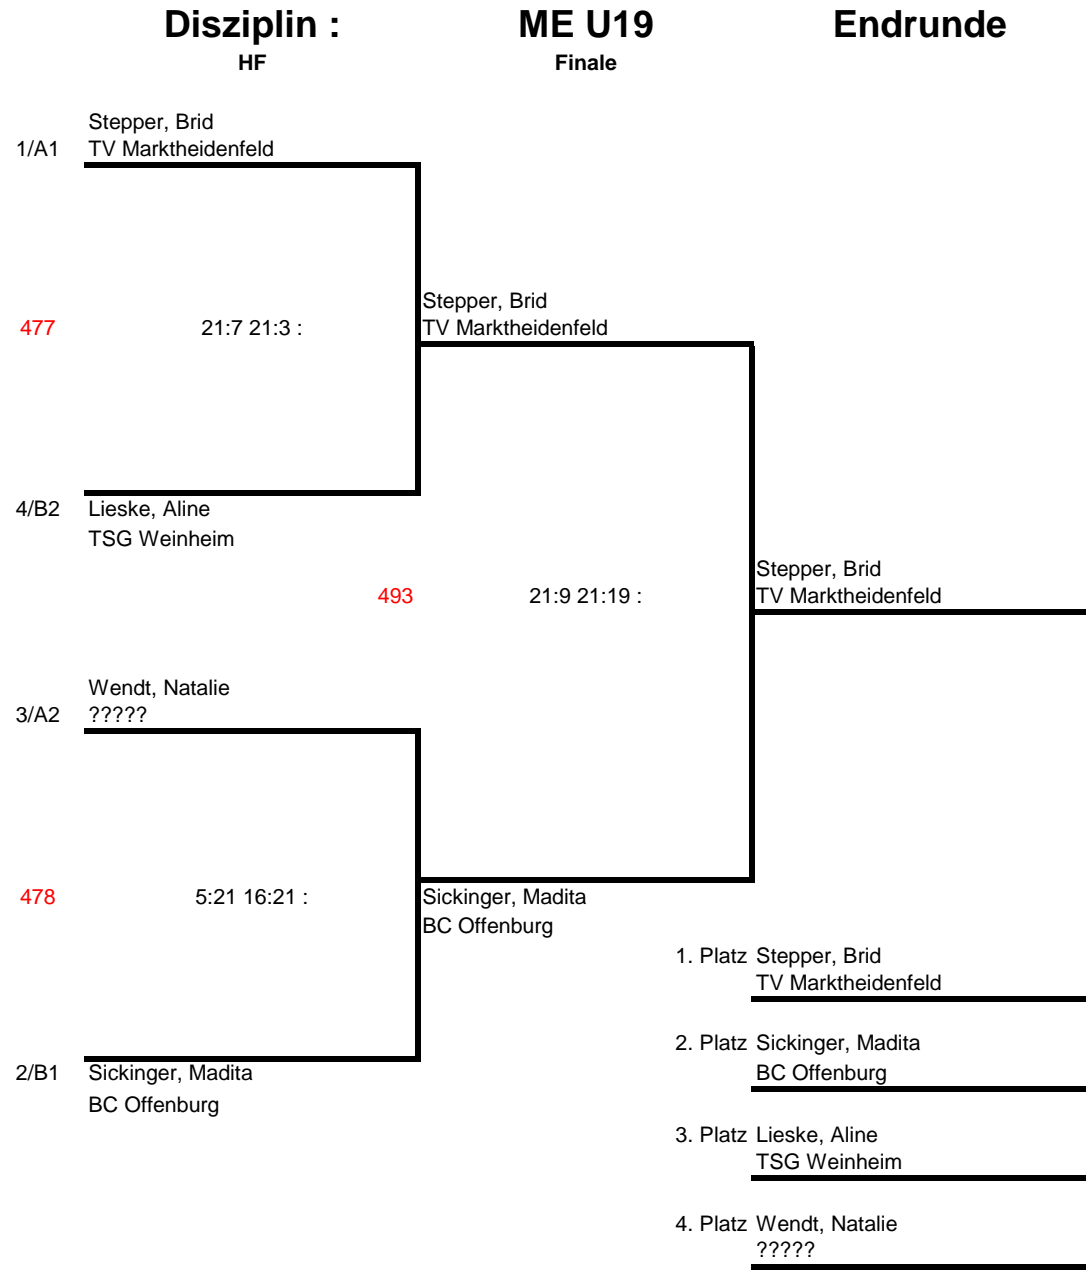 Disziplin : ME U19 Endrunde
HF Finale
Stepper, Brid
1/A1 TV Marktheidenfeld
Stepper, Brid
477 21:7 21:3 : TV Marktheidenfeld
4/B2 Lieske, Aline
TSG Weinheim
Stepper, Brid
493 21:9 21:19 : TV Marktheidenfeld
Wendt, Natalie
3/A2 ?????
478 5:21 16:21 : Sickinger, Madita
BC Offenburg
1. Platz Stepper, Brid
TV Marktheidenfeld
2. Platz Sickinger, Madita
2/B1 Sickinger, Madita BC Offenburg
BC Offenburg
3. Platz Lieske, Aline
TSG Weinheim
4. Platz Wendt, Natalie
?????